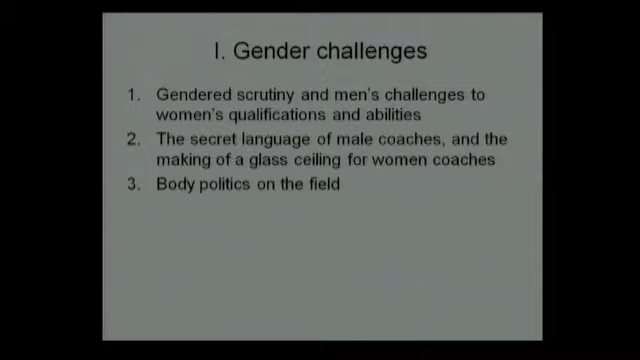 I. Gender challenges
1. Gendered scrutiny and men's challenges to
women's qualifications and abilities
2. The secret language of male coaches, and the
making of a glass ceiling for women coaches
3. Body politics on the field